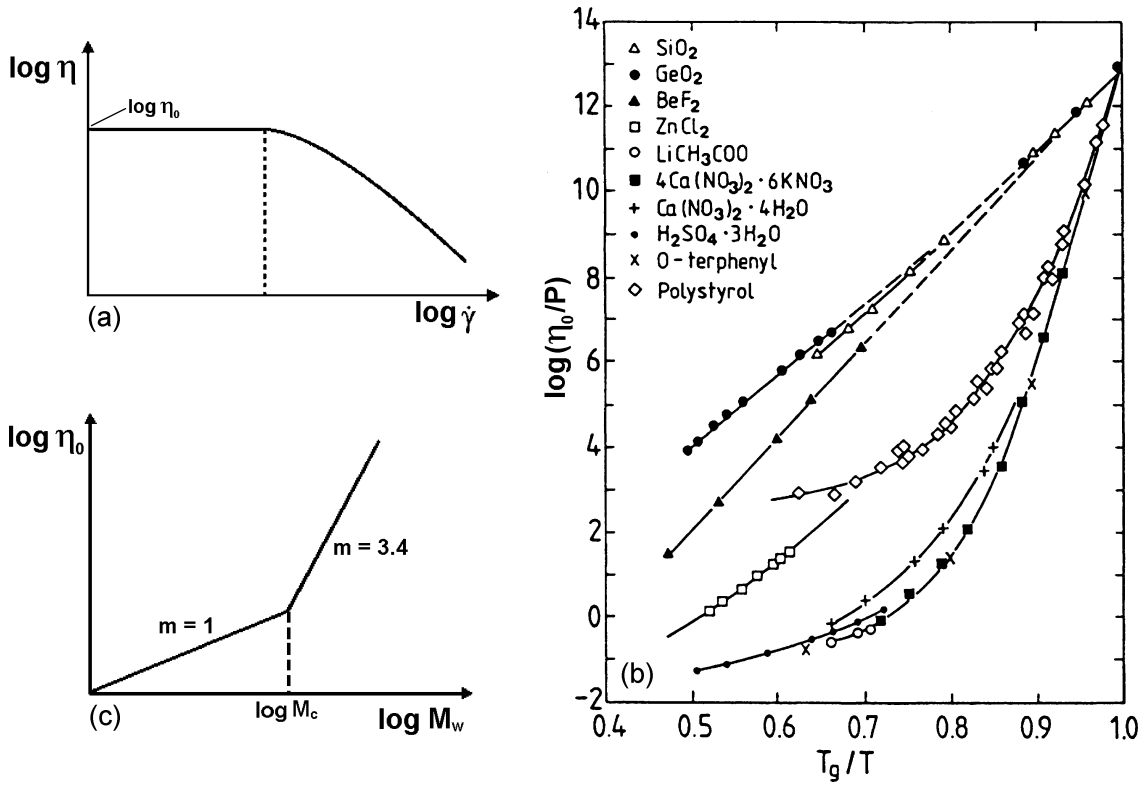 log η
log η₀
log γ̇
(a)
log η₀
m = 1
m = 3.4
log M꜀
log Mw
(c)
14
12
10
8
6
4
2
0
-2
log(η₀/P)
SiO₂
GeO₂
BeF₂
ZnCl₂
LiCH₃COO
4Ca(NO₃)₂·6KNO₃
Ca(NO₃)₂·4H₂O
H₂SO₄·3H₂O
O-terphenyl
Polystyrol
(b)
0.4 0.5 0.6 0.7 0.8 0.9 1.0
Tg/T